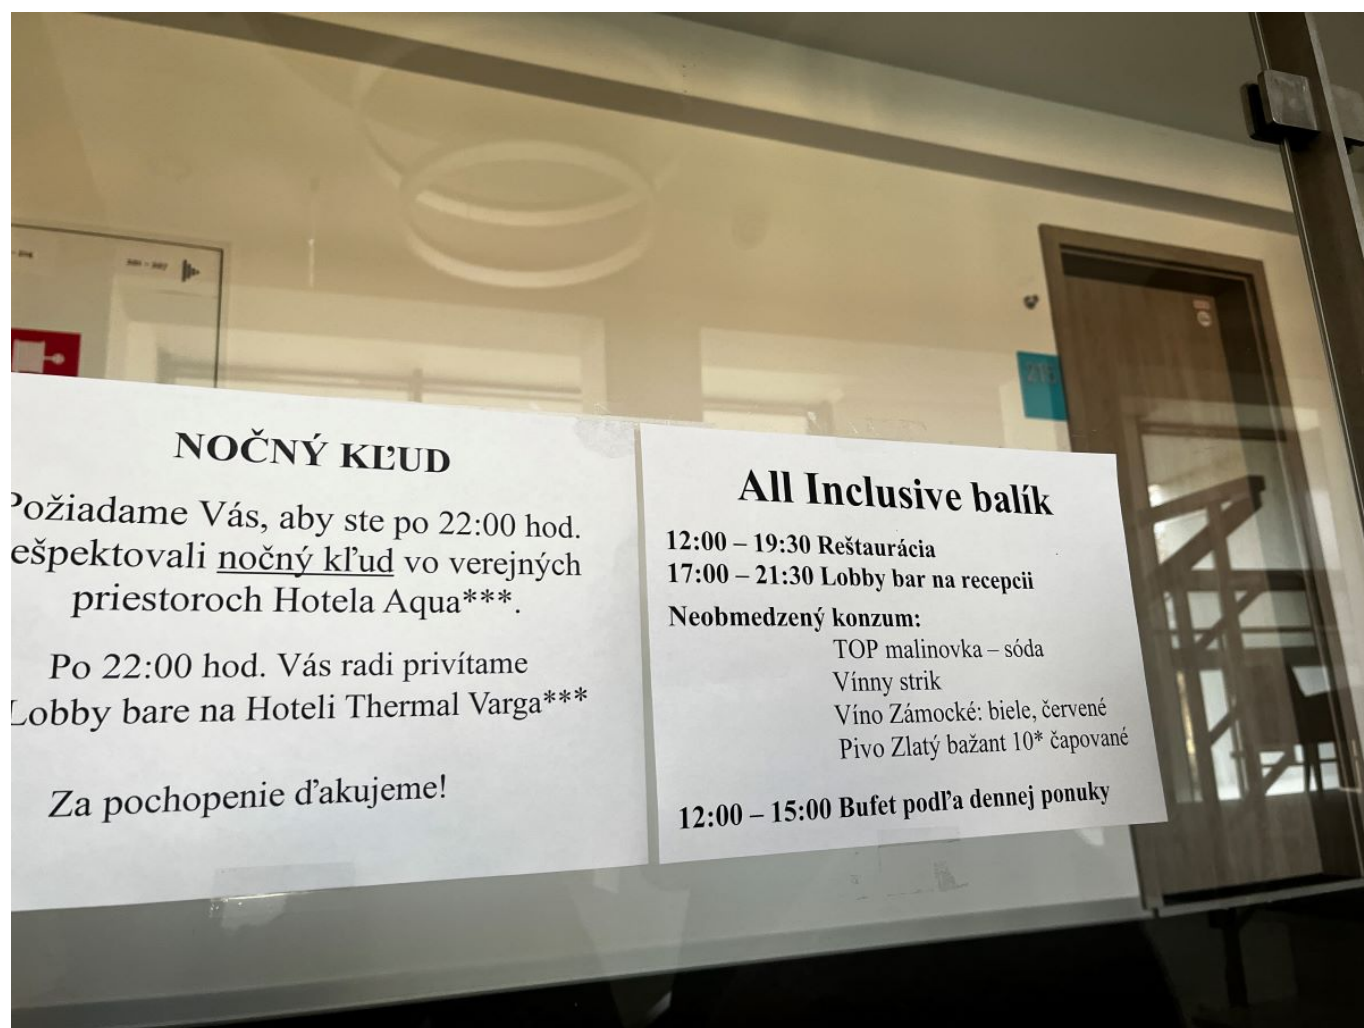 NOČNÝ KĽUD
Požiadame Vás, aby ste po 22:00 hod.
ešpektovali nočný kľud vo verejných
priestoroch Hotela Aqua***.
Po 22:00 hod. Vás radi privítame
Lobby bare na Hoteli Thermal Varga***
Za pochopenie ďakujeme!
All Inclusive balík
12:00 – 19:30 Reštaurácia
17:00 – 21:30 Lobby bar na recepcii
Neobmedzený konzum:
TOP malinovka – sóda
Vínny strik
Víno Zámocké: biele, červené
Pivo Zlatý bažant 10* čapované
12:00 – 15:00 Bufet podľa dennej ponuky